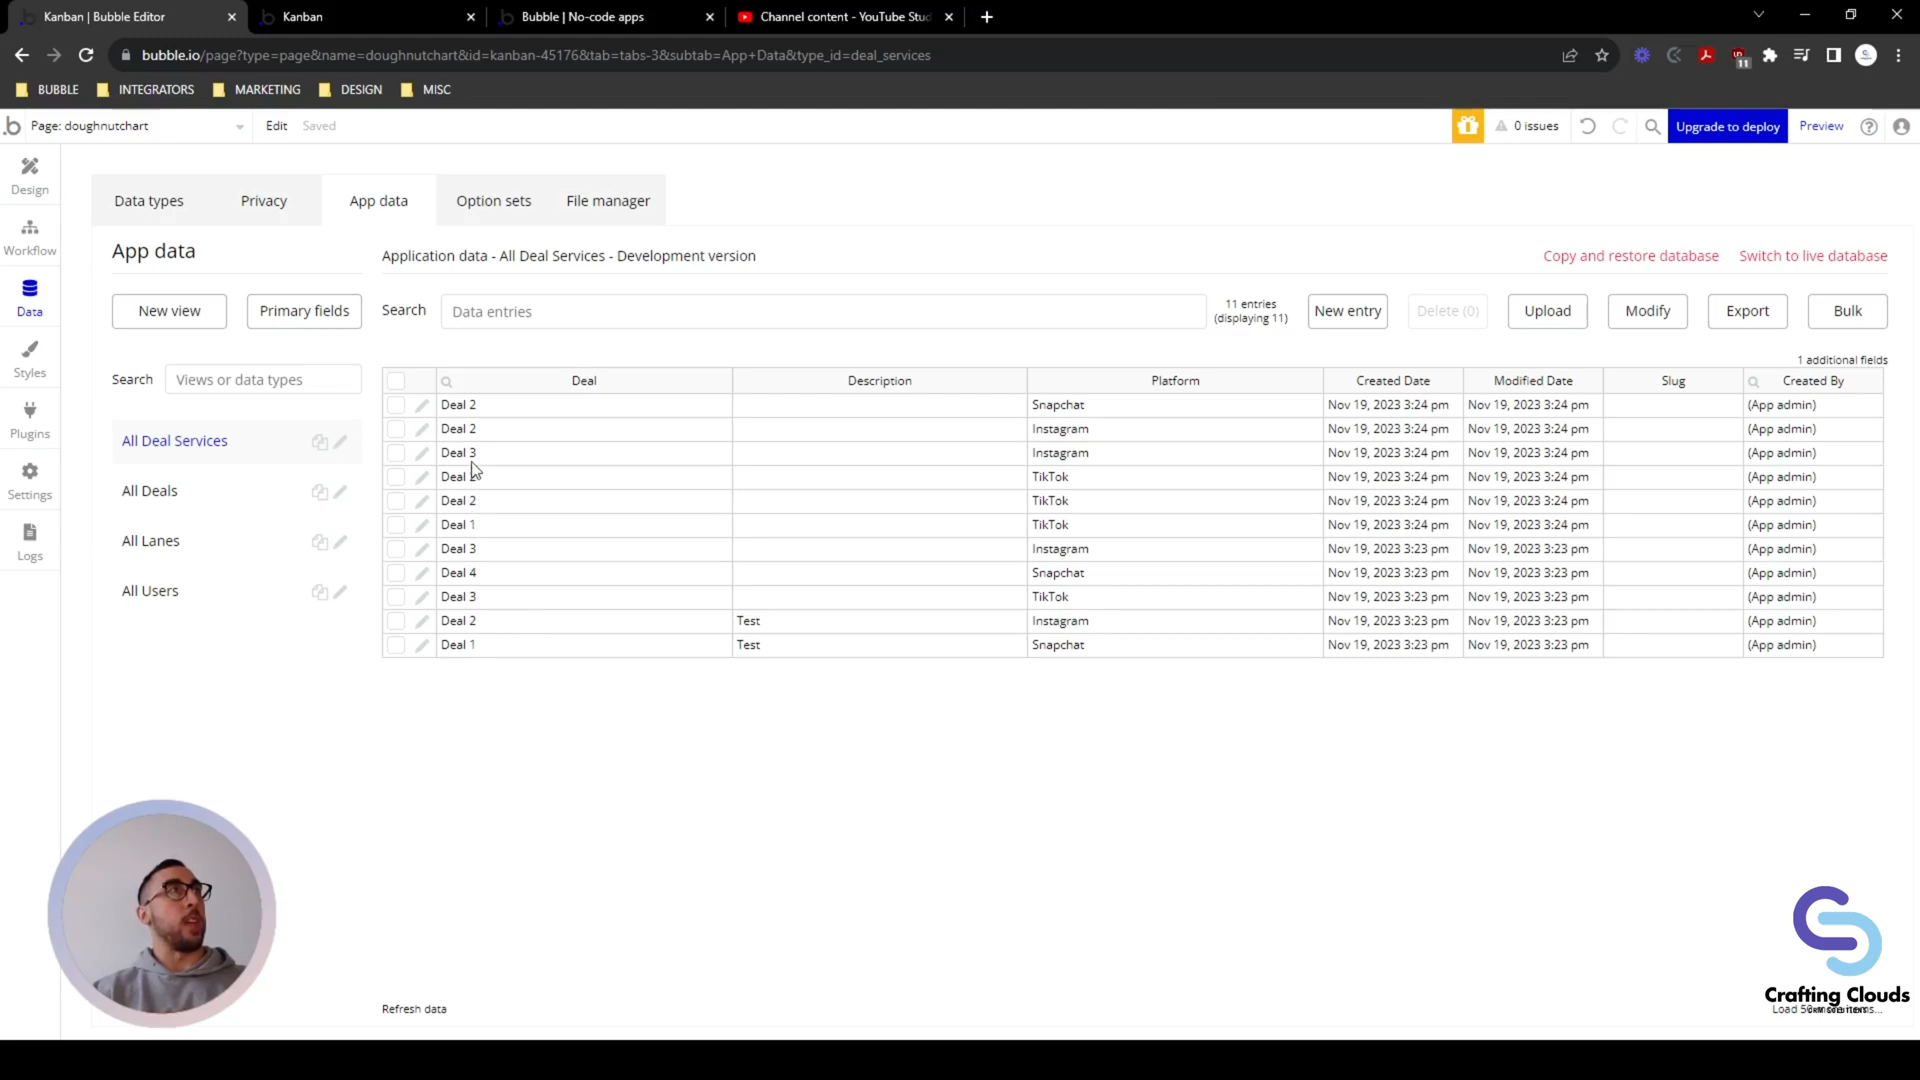 Kanban | Bubble Editor
Kanban
Bubble | No-code apps
Channel content - YouTube Stud
bubble.io/page?type=page&name=doughnutchart&id=kanban-45176&tab=tabs-3&subtab=App+Data&type_id=deal_services
11
BUBBLE
INTEGRATORS
MARKETING
DESIGN
MISC
Page: doughnutchart
Edit
Saved
0 issues
Upgrade to deploy
Preview
Design
Workflow
Data
Styles
Plugins
Settings
Logs
Data types
Privacy
App data
Option sets
File manager
App data
Application data - All Deal Services - Development version
Copy and restore database
Switch to live database
New view
Primary fields
Search
Data entries
11 entries
(displaying 11)
New entry
Delete (0)
Upload
Modify
Export
Bulk
1 additional fields
Search
Views or data types
All Deal Services
All Deals
All Lanes
All Users
Deal Description Platform Created Date Modified Date Slug Created By
Deal 2 Snapchat Nov 19, 2023 3:24 pm Nov 19, 2023 3:24 pm (App admin)
Deal 2 Instagram Nov 19, 2023 3:24 pm Nov 19, 2023 3:24 pm (App admin)
Deal 3 Instagram Nov 19, 2023 3:24 pm Nov 19, 2023 3:24 pm (App admin)
Deal TikTok Nov 19, 2023 3:24 pm Nov 19, 2023 3:24 pm (App admin)
Deal 2 TikTok Nov 19, 2023 3:24 pm Nov 19, 2023 3:24 pm (App admin)
Deal 1 TikTok Nov 19, 2023 3:24 pm Nov 19, 2023 3:24 pm (App admin)
Deal 3 Instagram Nov 19, 2023 3:23 pm Nov 19, 2023 3:23 pm (App admin)
Deal 4 Snapchat Nov 19, 2023 3:23 pm Nov 19, 2023 3:23 pm (App admin)
Deal 3 TikTok Nov 19, 2023 3:23 pm Nov 19, 2023 3:23 pm (App admin)
Deal 2 Test Instagram Nov 19, 2023 3:23 pm Nov 19, 2023 3:23 pm (App admin)
Deal 1 Test Snapchat Nov 19, 2023 3:23 pm Nov 19, 2023 3:23 pm (App admin)
Refresh data
Crafting Clouds
Load